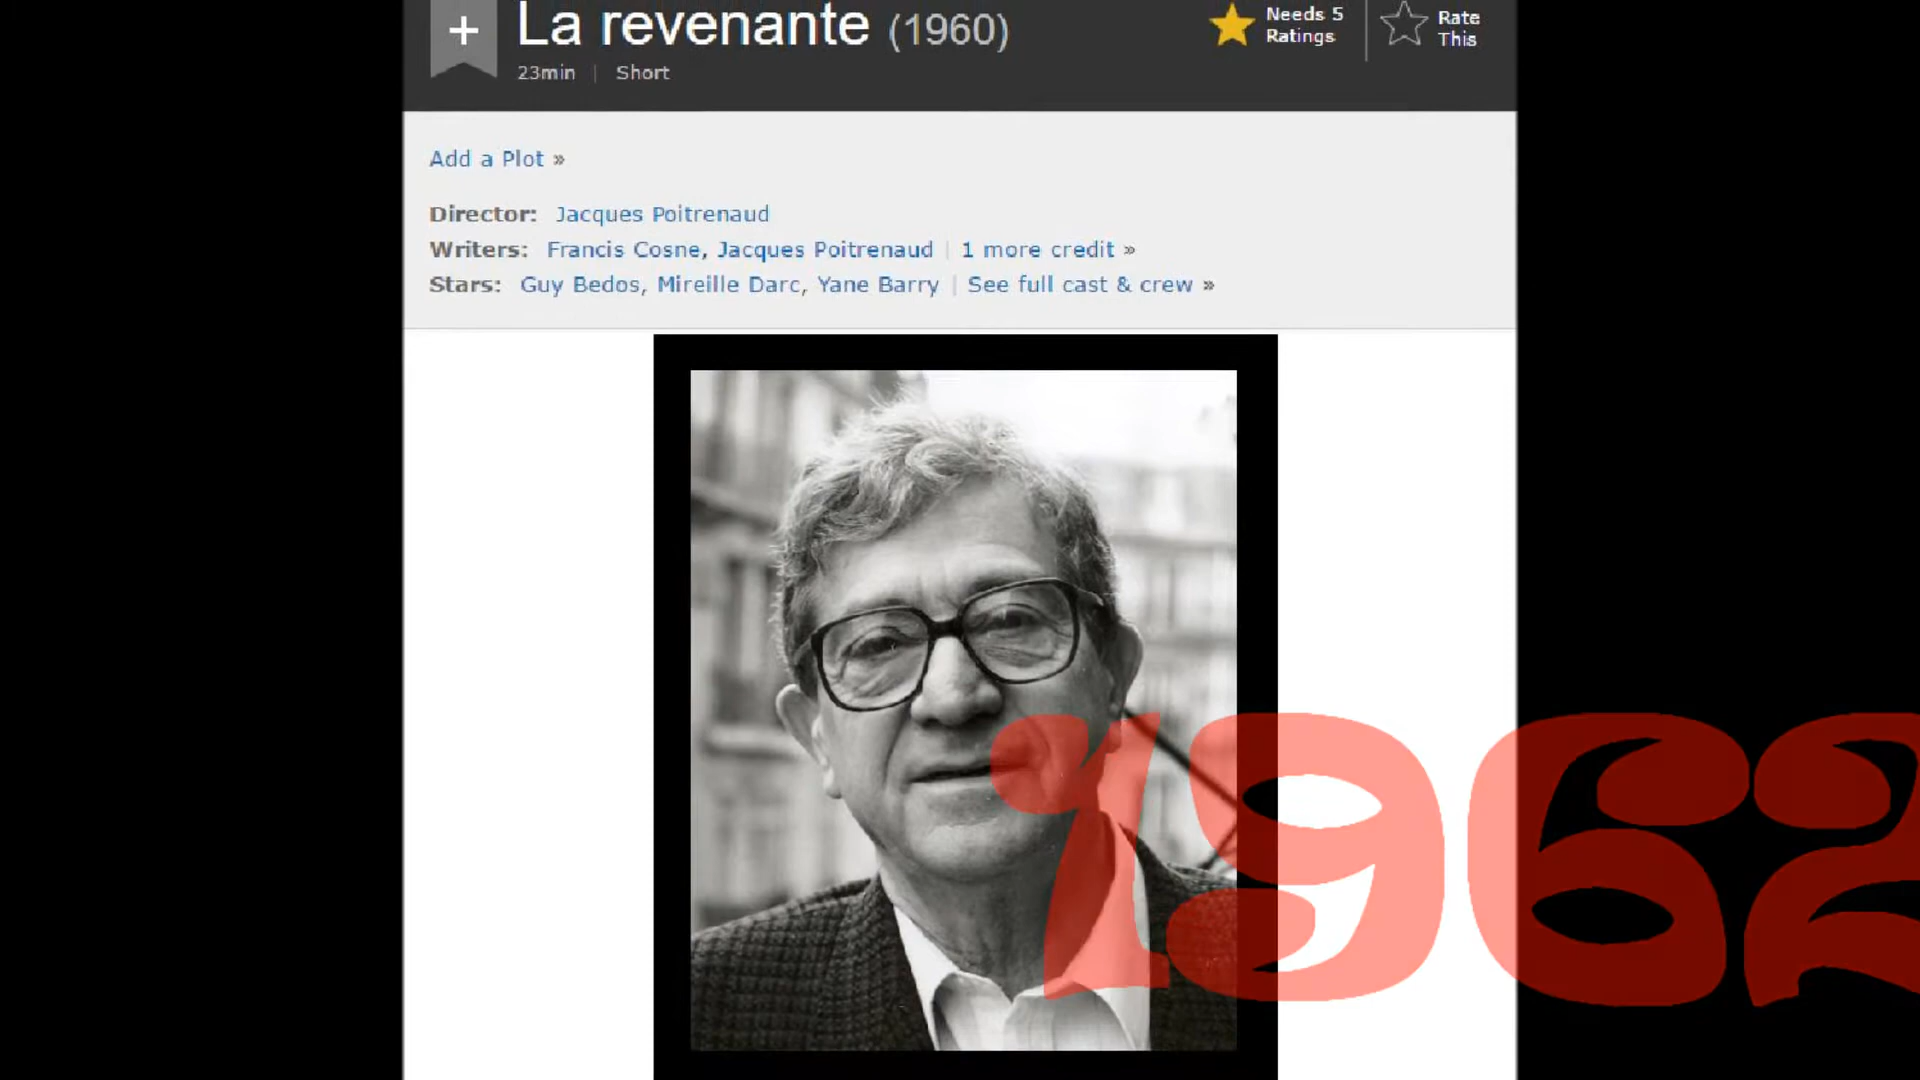 + La revenante (1960)
23min | Short
Needs 5 Ratings
Rate This
Add a Plot »
Director: Jacques Poitrenaud
Writers: Francis Cosne, Jacques Poitrenaud | 1 more credit »
Stars: Guy Bedos, Mireille Darc, Yane Barry | See full cast & crew »
1962